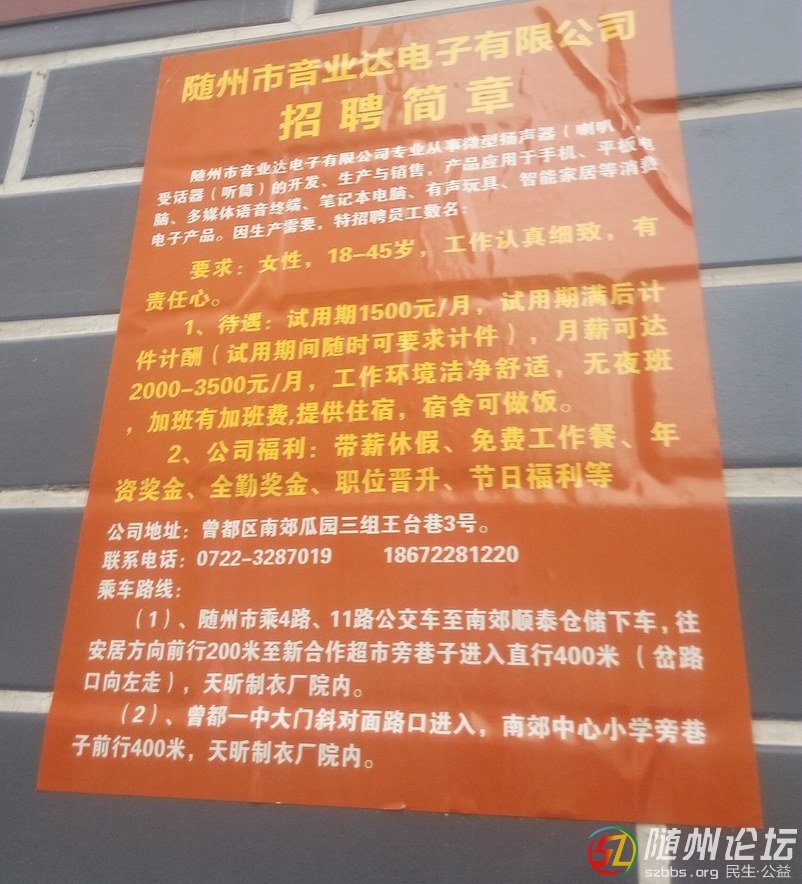 随州市音业达电子有限公司
招聘简章
随州市音业达电子有限公司专业从事微型扬声器（喇叭）,
受话器（听筒）的开发、生产与销售，产品应用于手机、平板电
脑、多媒体语音终端、笔记本电脑、有声玩具、智能家居等消费
电子产品。因生产需要，特招聘员工数名：
要求：女性，18-45岁，工作认真细致，有
责任心。
1、待遇：试用期1500元/月，试用期满后计
件计酬（试用期间随时可要求计件），月薪可达
2000-3500元/月，工作环境洁净舒适，无夜班
，加班有加班费,提供住宿，宿舍可做饭。
2、公司福利：带薪休假、免费工作餐、年
资奖金、全勤奖金、职位晋升、节日福利等
公司地址：曾都区南郊瓜园三组王台巷3号。
联系电话：0722-3287019 18672281220
乘车路线：
（1）、随州市乘4路、11路公交车至南郊顺泰仓储下车，往
安居方向前行200米至新合作超市旁巷子进入直行400米（岔路
口向左走），天昕制衣厂院内。
（2）、曾都一中大门斜对面路口进入，南郊中心小学旁巷
子前行400米，天昕制衣厂院内。
随州论坛
szbbs.org 民生·公益